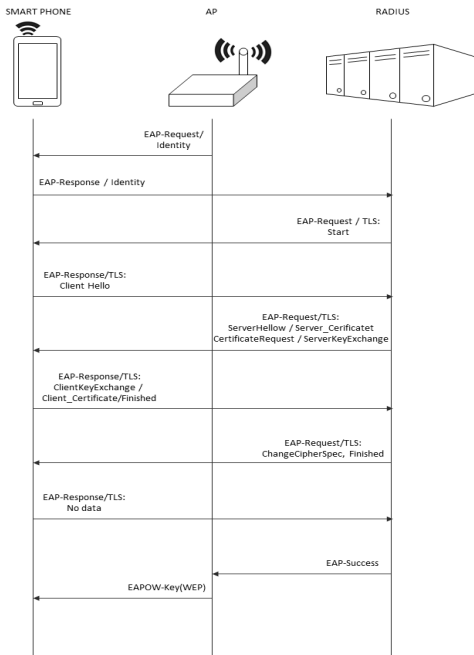 SMART PHONE
AP
RADIUS
EAP-Request/
Identity
EAP-Response / Identity
EAP-Request / TLS:
Start
EAP-Response/TLS:
Client Hello
EAP-Request/TLS:
ServerHellow / Server_Cerificatet
CertificateRequest / ServerKeyExchange
EAP-Response/TLS:
ClientKeyExchange /
Client_Certificate/Finished
EAP-Request/TLS:
ChangeCipherSpec, Finished
EAP-Response/TLS:
No data
EAP-Success
EAPOW-Key(WEP)